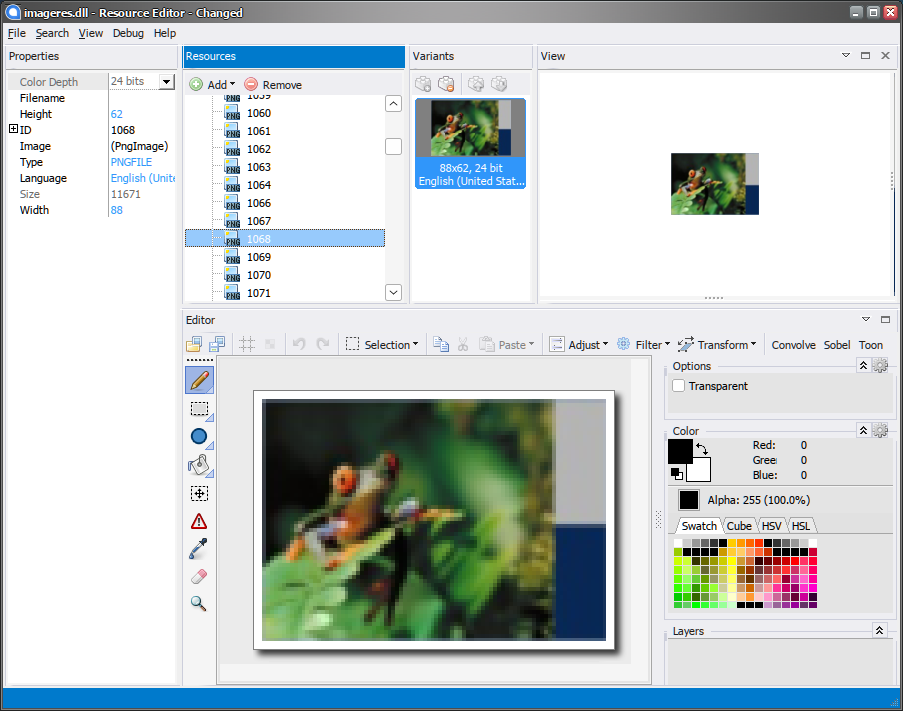 imageres.dll - Resource Editor - Changed
File Search View Debug Help
Properties
Color Depth 24 bits
Filename
Height 62
ID 1068
Image (PngImage)
Type PNGFILE
Language English (Unite
Size 11671
Width 88
Resources
Add Remove
1059
1060
1061
1062
1063
1064
1066
1067
1068
1069
1070
1071
Variants
88x62, 24 bit
English (United Stat...
View
Editor
Selection Paste Adjust Filter Transform Convolve Sobel Toon
Options
Transparent
Color
Red: 0
Gree 0
Blue: 0
Alpha: 255 (100.0%)
Swatch Cube HSV HSL
Layers